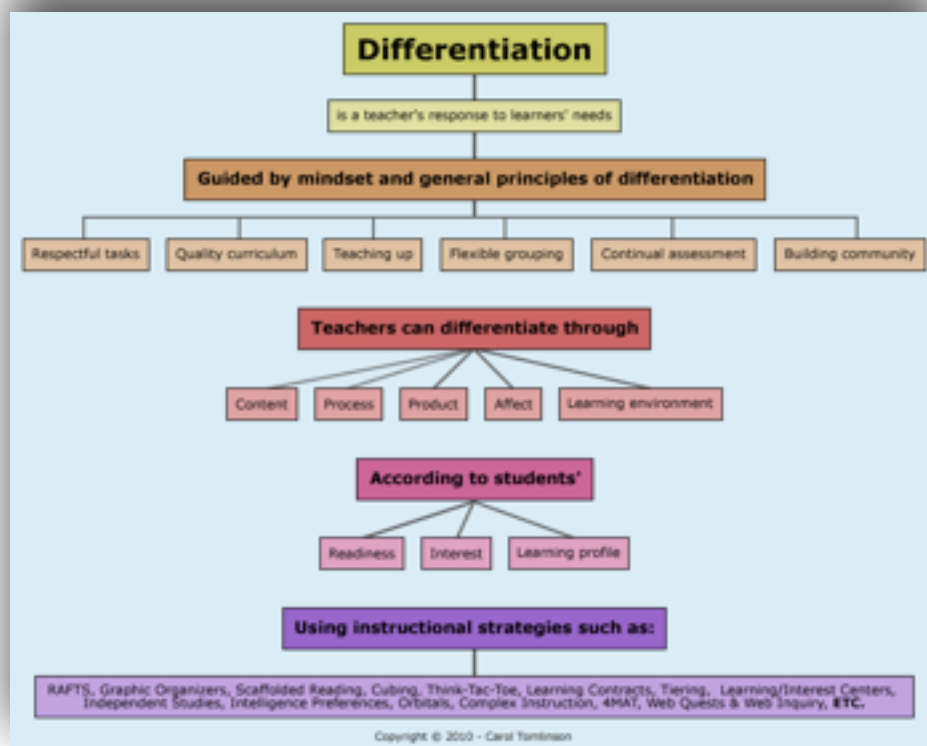 Differentiation
is a teacher's response to learners' needs
Guided by mindset and general principles of differentiation
Respectful tasks Quality curriculum Teaching up Flexible grouping Continual assessment Building community
Teachers can differentiate through
Content Process Product Affect Learning environment
According to students'
Readiness Interest Learning profile
Using instructional strategies such as:
RAFTS, Graphic Organizers, Scaffolded Reading, Cubing, Think-Tac-Toe, Learning Contracts, Tiering, Learning/Interest Centers,
Independent Studies, Intelligence Preferences, Orbitals, Complex Instruction, 4MAT, Web Quests & Web Inquiry, ETC.
Copyright © 2010 - Carol Tomlinson